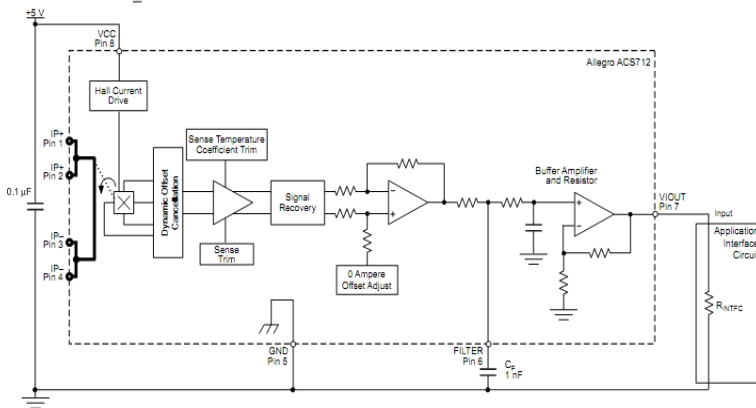 +5 V
VCC
Pin 8
Allegro ACS712
Hall Current
Drive
IP+
Pin 1
IP+
Pin 2
IP–
Pin 3
IP–
Pin 4
0.1 µF
Dynamic Offset
Cancellation
Sense Temperature
Coefficient Trim
Sense
Trim
Signal
Recovery
0 Ampere
Offset Adjust
Buffer Amplifier
and Resistor
VIOUT
Pin 7
Input
Application
Interface
Circui
RINTFC
GND
Pin 5
FILTER
Pin 6
CF
1 nF